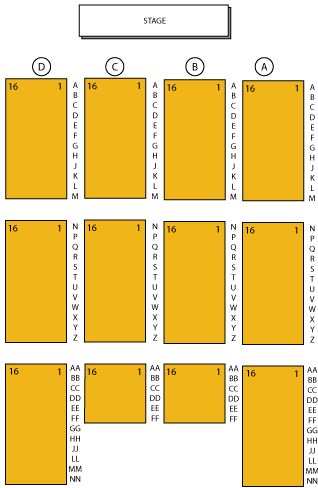 STAGE
D C B A
16 1 A 16 1 A 16 1 A 16 1 A
B B B B
C C C C
D D D D
E E E E
F F F F
G G G G
H H H H
J J J J
K K K K
L L L L
M M M M
16 1 N 16 1 N 16 1 N 16 1 N
P P P P
Q Q Q Q
R R R R
S S S S
T T T T
U U U U
V V V V
W W W W
X X X X
Y Y Y Y
Z Z Z Z
16 1 AA 16 1 AA 16 1 AA 16 1 AA
BB BB BB BB
CC CC CC CC
DD DD DD DD
EE EE EE EE
FF FF FF FF
GG GG
HH HH
JJ JJ
LL LL
MM MM
NN NN